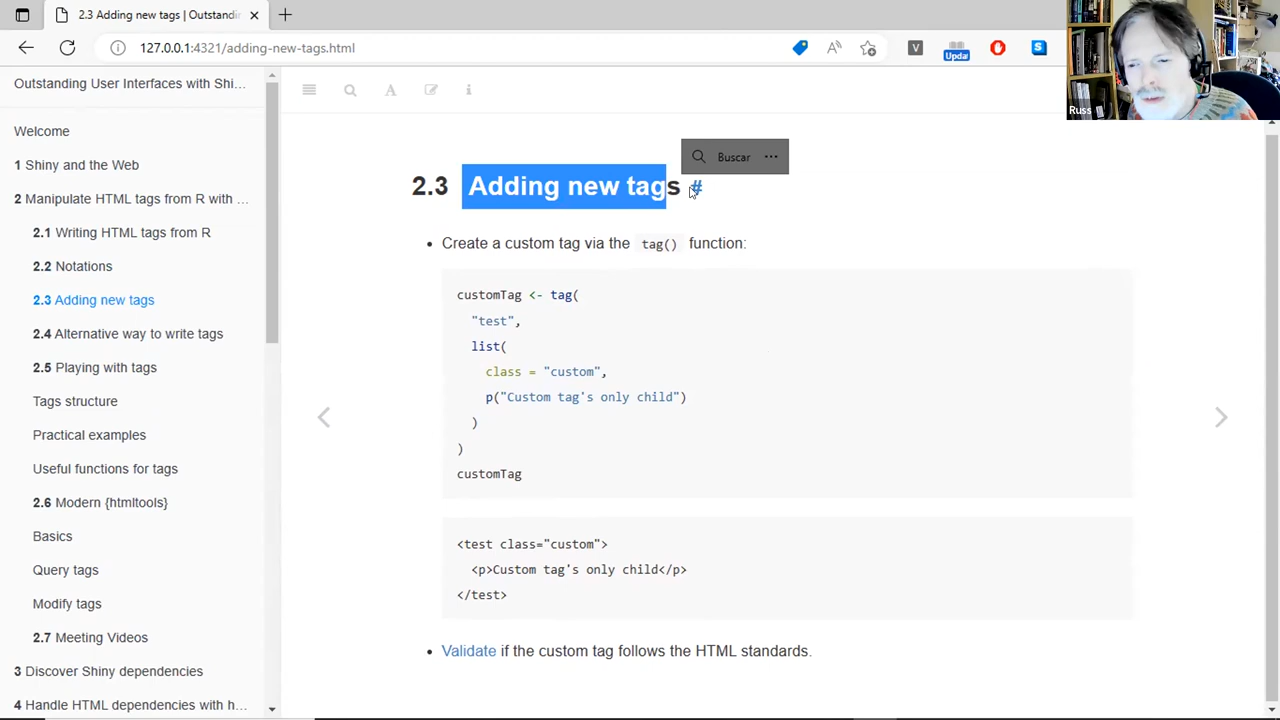 2.3 Adding new tags | Outstandin
127.0.0.1:4321/adding-new-tags.html
V
Updat
S
Russ
Outstanding User Interfaces with Shi...
Welcome
1 Shiny and the Web
2 Manipulate HTML tags from R with ...
2.1 Writing HTML tags from R
2.2 Notations
2.3 Adding new tags
2.4 Alternative way to write tags
2.5 Playing with tags
Tags structure
Practical examples
Useful functions for tags
2.6 Modern {htmltools}
Basics
Query tags
Modify tags
2.7 Meeting Videos
3 Discover Shiny dependencies
4 Handle HTML dependencies with h...
Buscar
2.3 Adding new tags #
• Create a custom tag via the tag() function:
customTag <- tag(
"test",
list(
class = "custom",
p("Custom tag's only child")
)
)
customTag
<test class="custom">
<p>Custom tag's only child</p>
</test>
• Validate if the custom tag follows the HTML standards.